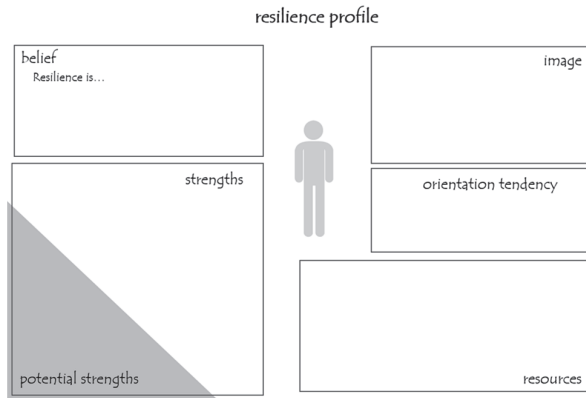 resilience profile
belief
Resilience is...
image
strengths
orientation tendency
potential strengths
resources